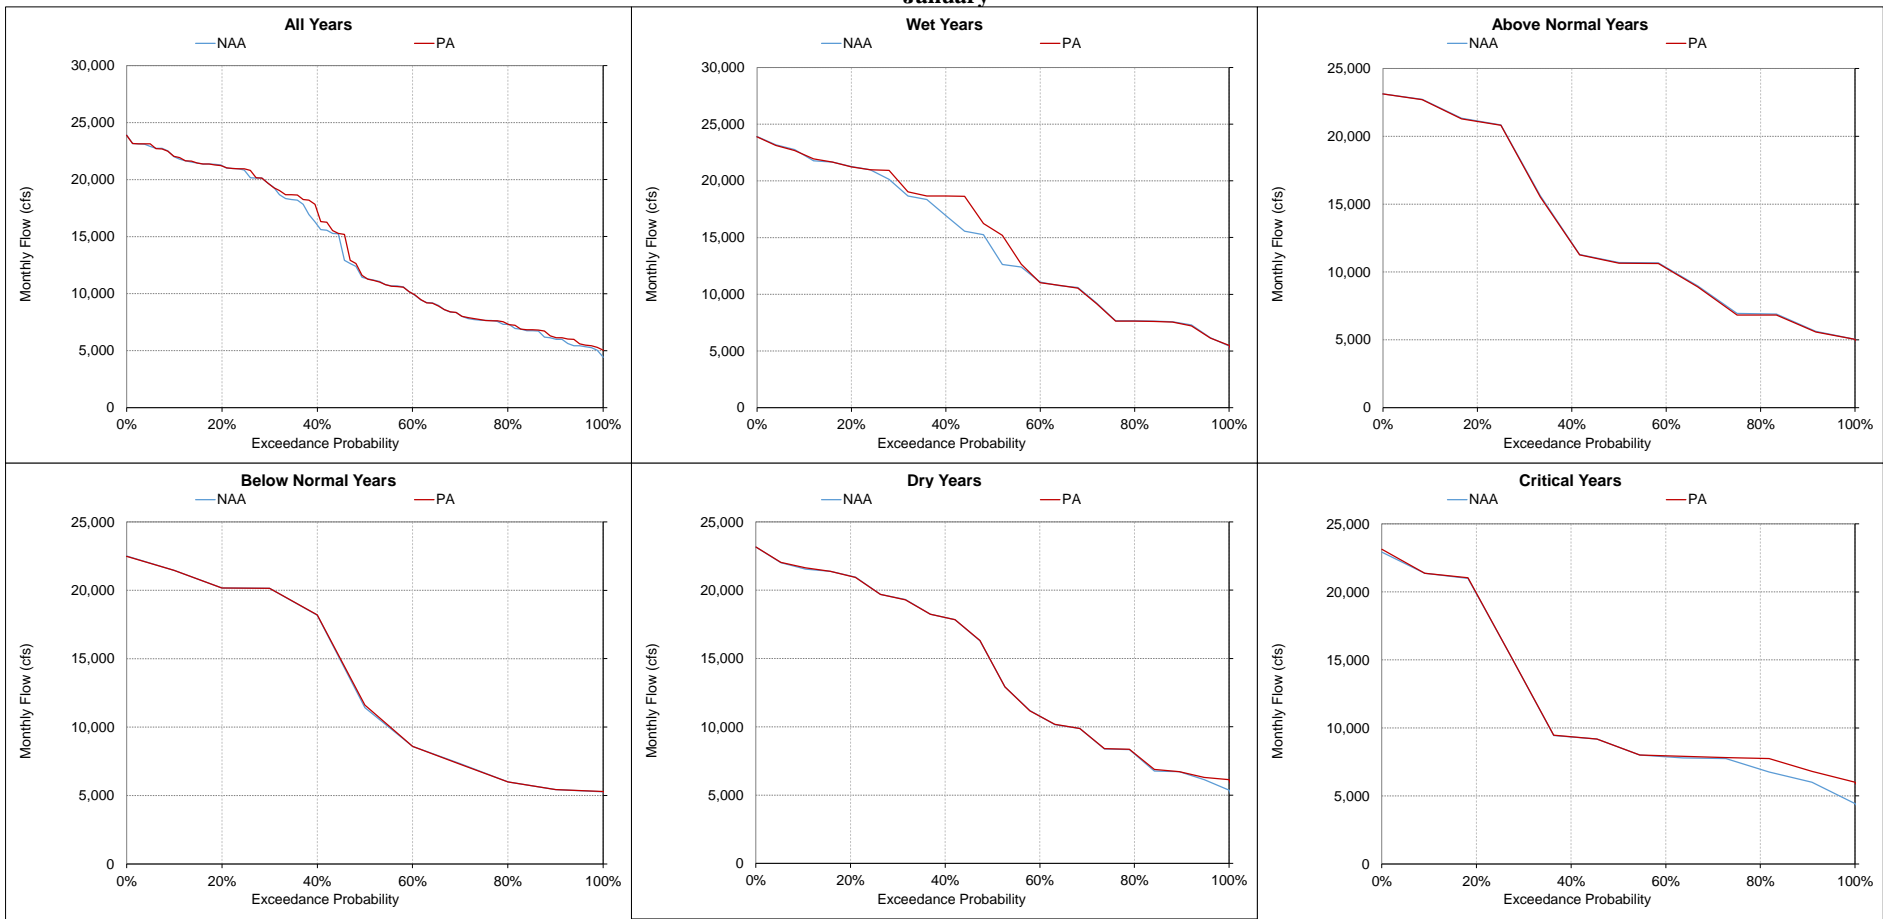 January
All Years
NAA PA
30,000
25,000
20,000
15,000
10,000
5,000
0
Monthly Flow (cfs)
0% 20% 40% 60% 80% 100%
Exceedance Probability
Wet Years
NAA PA
30,000
25,000
20,000
15,000
10,000
5,000
0
Monthly Flow (cfs)
0% 20% 40% 60% 80% 100%
Exceedance Probability
Above Normal Years
NAA PA
25,000
20,000
15,000
10,000
5,000
0
Monthly Flow (cfs)
0% 20% 40% 60% 80% 100%
Exceedance Probability
Below Normal Years
NAA PA
25,000
20,000
15,000
10,000
5,000
0
Monthly Flow (cfs)
0% 20% 40% 60% 80% 100%
Exceedance Probability
Dry Years
NAA PA
25,000
20,000
15,000
10,000
5,000
0
Monthly Flow (cfs)
0% 20% 40% 60% 80% 100%
Exceedance Probability
Critical Years
NAA PA
25,000
20,000
15,000
10,000
5,000
0
Monthly Flow (cfs)
0% 20% 40% 60% 80% 100%
Exceedance Probability